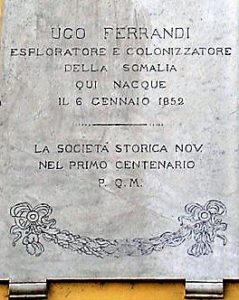 UGO FERRANDI
ESPLORATORE E COLONIZZATORE
DELLA SOMALIA
QUI NACQUE
IL 6 GENNAIO 1852
LA SOCIETÀ STORICA NOV.
NEL PRIMO CENTENARIO
P. Q. M.